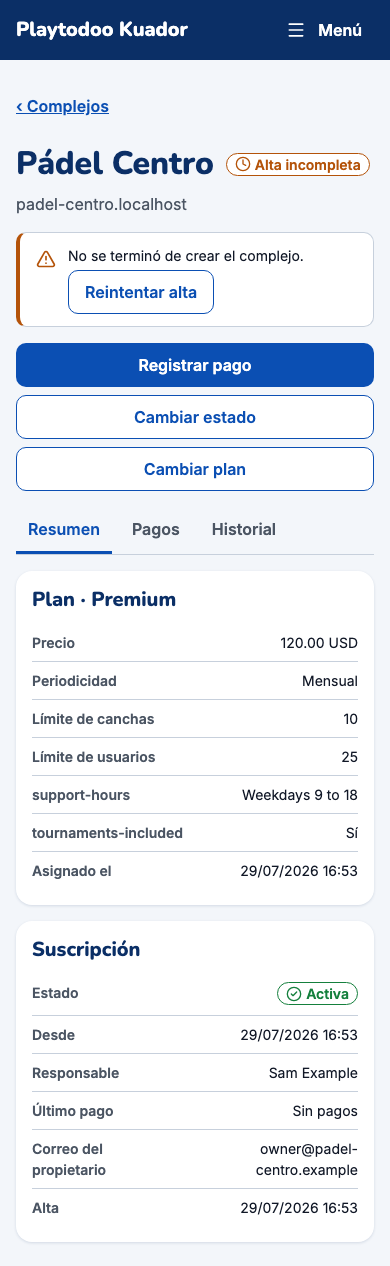 Playtodoo Kuador
Menú
‹ Complejos
Pádel Centro
Alta incompleta
padel-centro.localhost
No se terminó de crear el complejo.
Reintentar alta
Registrar pago
Cambiar estado
Cambiar plan
Resumen Pagos Historial
Plan · Premium
Precio 120.00 USD
Periodicidad Mensual
Límite de canchas 10
Límite de usuarios 25
support-hours Weekdays 9 to 18
tournaments-included Sí
Asignado el 29/07/2026 16:53
Suscripción
Estado Activa
Desde 29/07/2026 16:53
Responsable Sam Example
Último pago Sin pagos
Correo del propietario
owner@padel-centro.example
Alta 29/07/2026 16:53